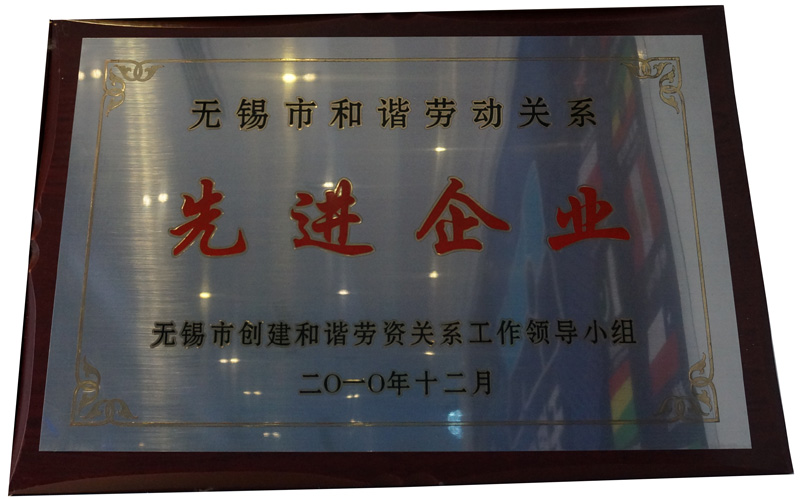 无锡市和谐劳动关系
先进企业
无锡市创建和谐劳资关系工作领导小组
二〇一〇年十二月